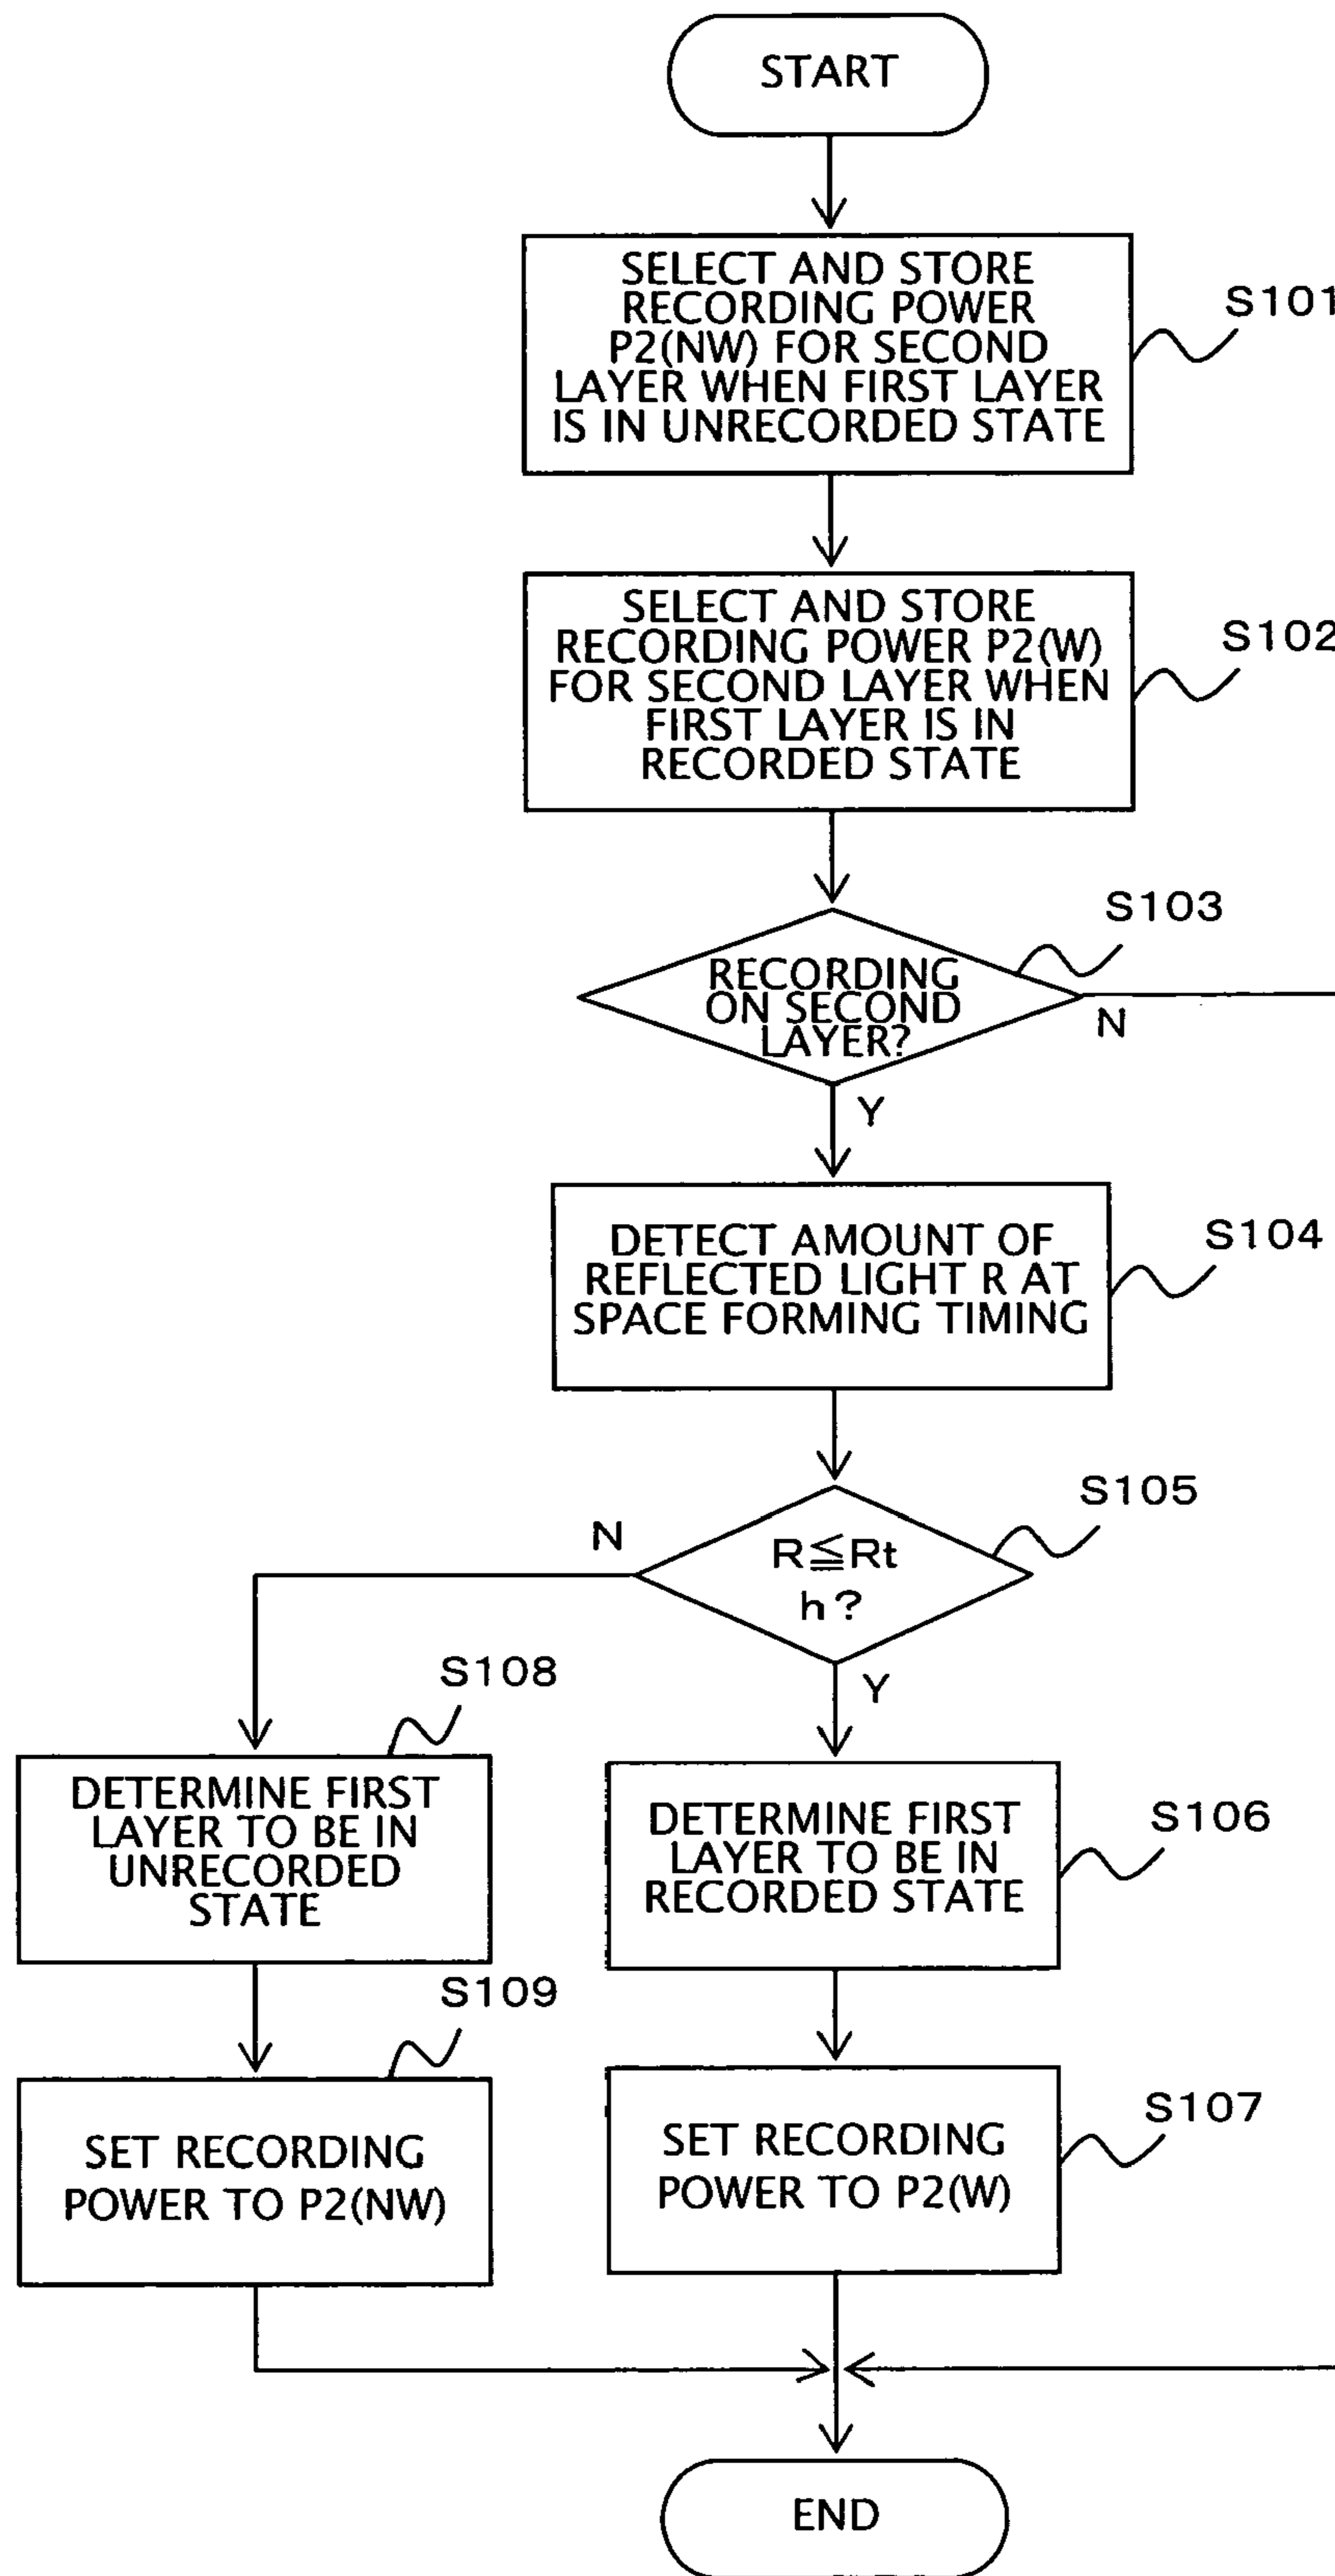 START
SELECT AND STORE
RECORDING POWER
P2(NW) FOR SECOND
LAYER WHEN FIRST LAYER
IS IN UNRECORDED STATE
S101
SELECT AND STORE
RECORDING POWER P2(W)
FOR SECOND LAYER WHEN
FIRST LAYER IS IN
RECORDED STATE
S102
S103
RECORDING
ON SECOND
LAYER?
N
Y
DETECT AMOUNT OF
REFLECTED LIGHT R AT
SPACE FORMING TIMING
S104
S105
R≦Rt
h?
N
Y
S108
DETERMINE FIRST
LAYER TO BE IN
UNRECORDED
STATE
DETERMINE FIRST
LAYER TO BE IN
RECORDED STATE
S106
S109
SET RECORDING
POWER TO P2(NW)
SET RECORDING
POWER TO P2(W)
S107
END